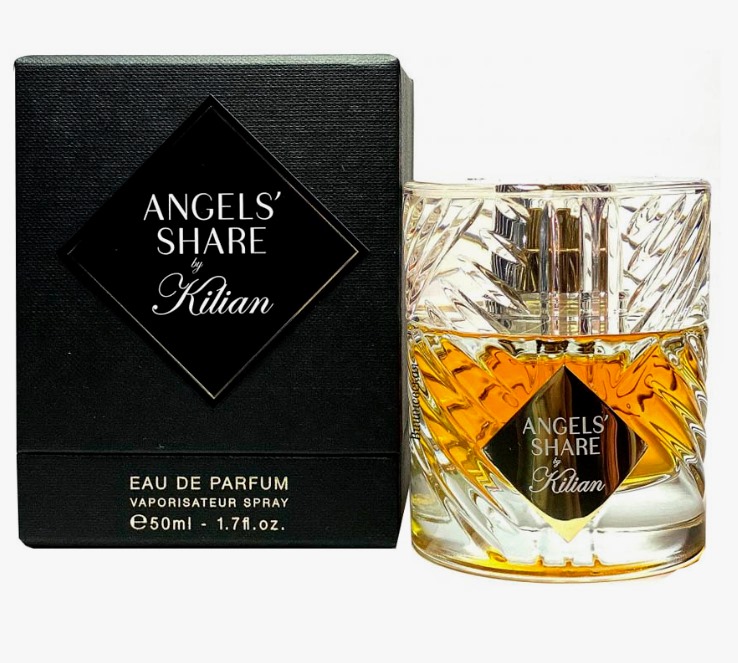 ANGELS’
SHARE
by
Kilian
EAU DE PARFUM
VAPORISATEUR SPRAY
℮50ml - 1.7fl.oz.
ANGELS’
SHARE
by
Kilian